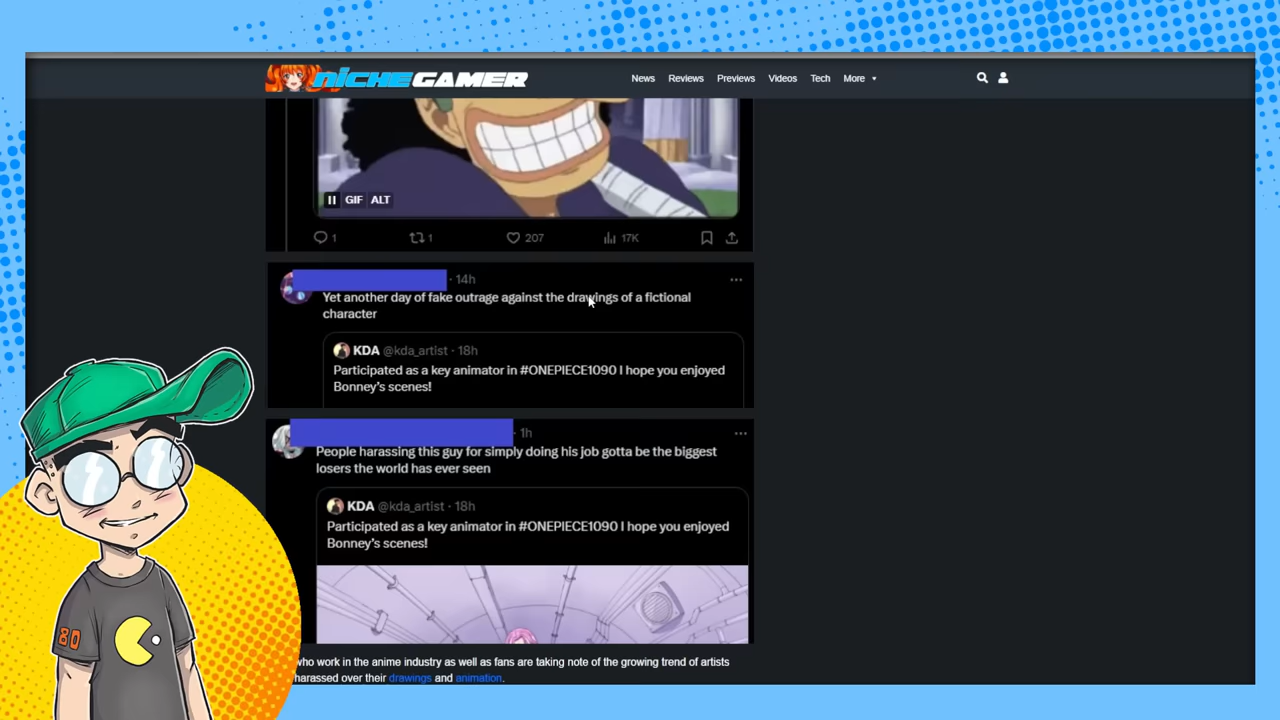 NICHEGAMER
News Reviews Previews Videos Tech More
GIF ALT
1 1 207 17K
· 14h
Yet another day of fake outrage against the drawings of a fictional
character
KDA @kda_artist · 18h
Participated as a key animator in #ONEPIECE1090 I hope you enjoyed
Bonney's scenes!
· 1h
People harassing this guy for simply doing his job gotta be the biggest
losers the world has ever seen
KDA @kda_artist · 18h
Participated as a key animator in #ONEPIECE1090 I hope you enjoyed
Bonney's scenes!
who work in the anime industry as well as fans are taking note of the growing trend of artists
harassed over their drawings and animation.
80